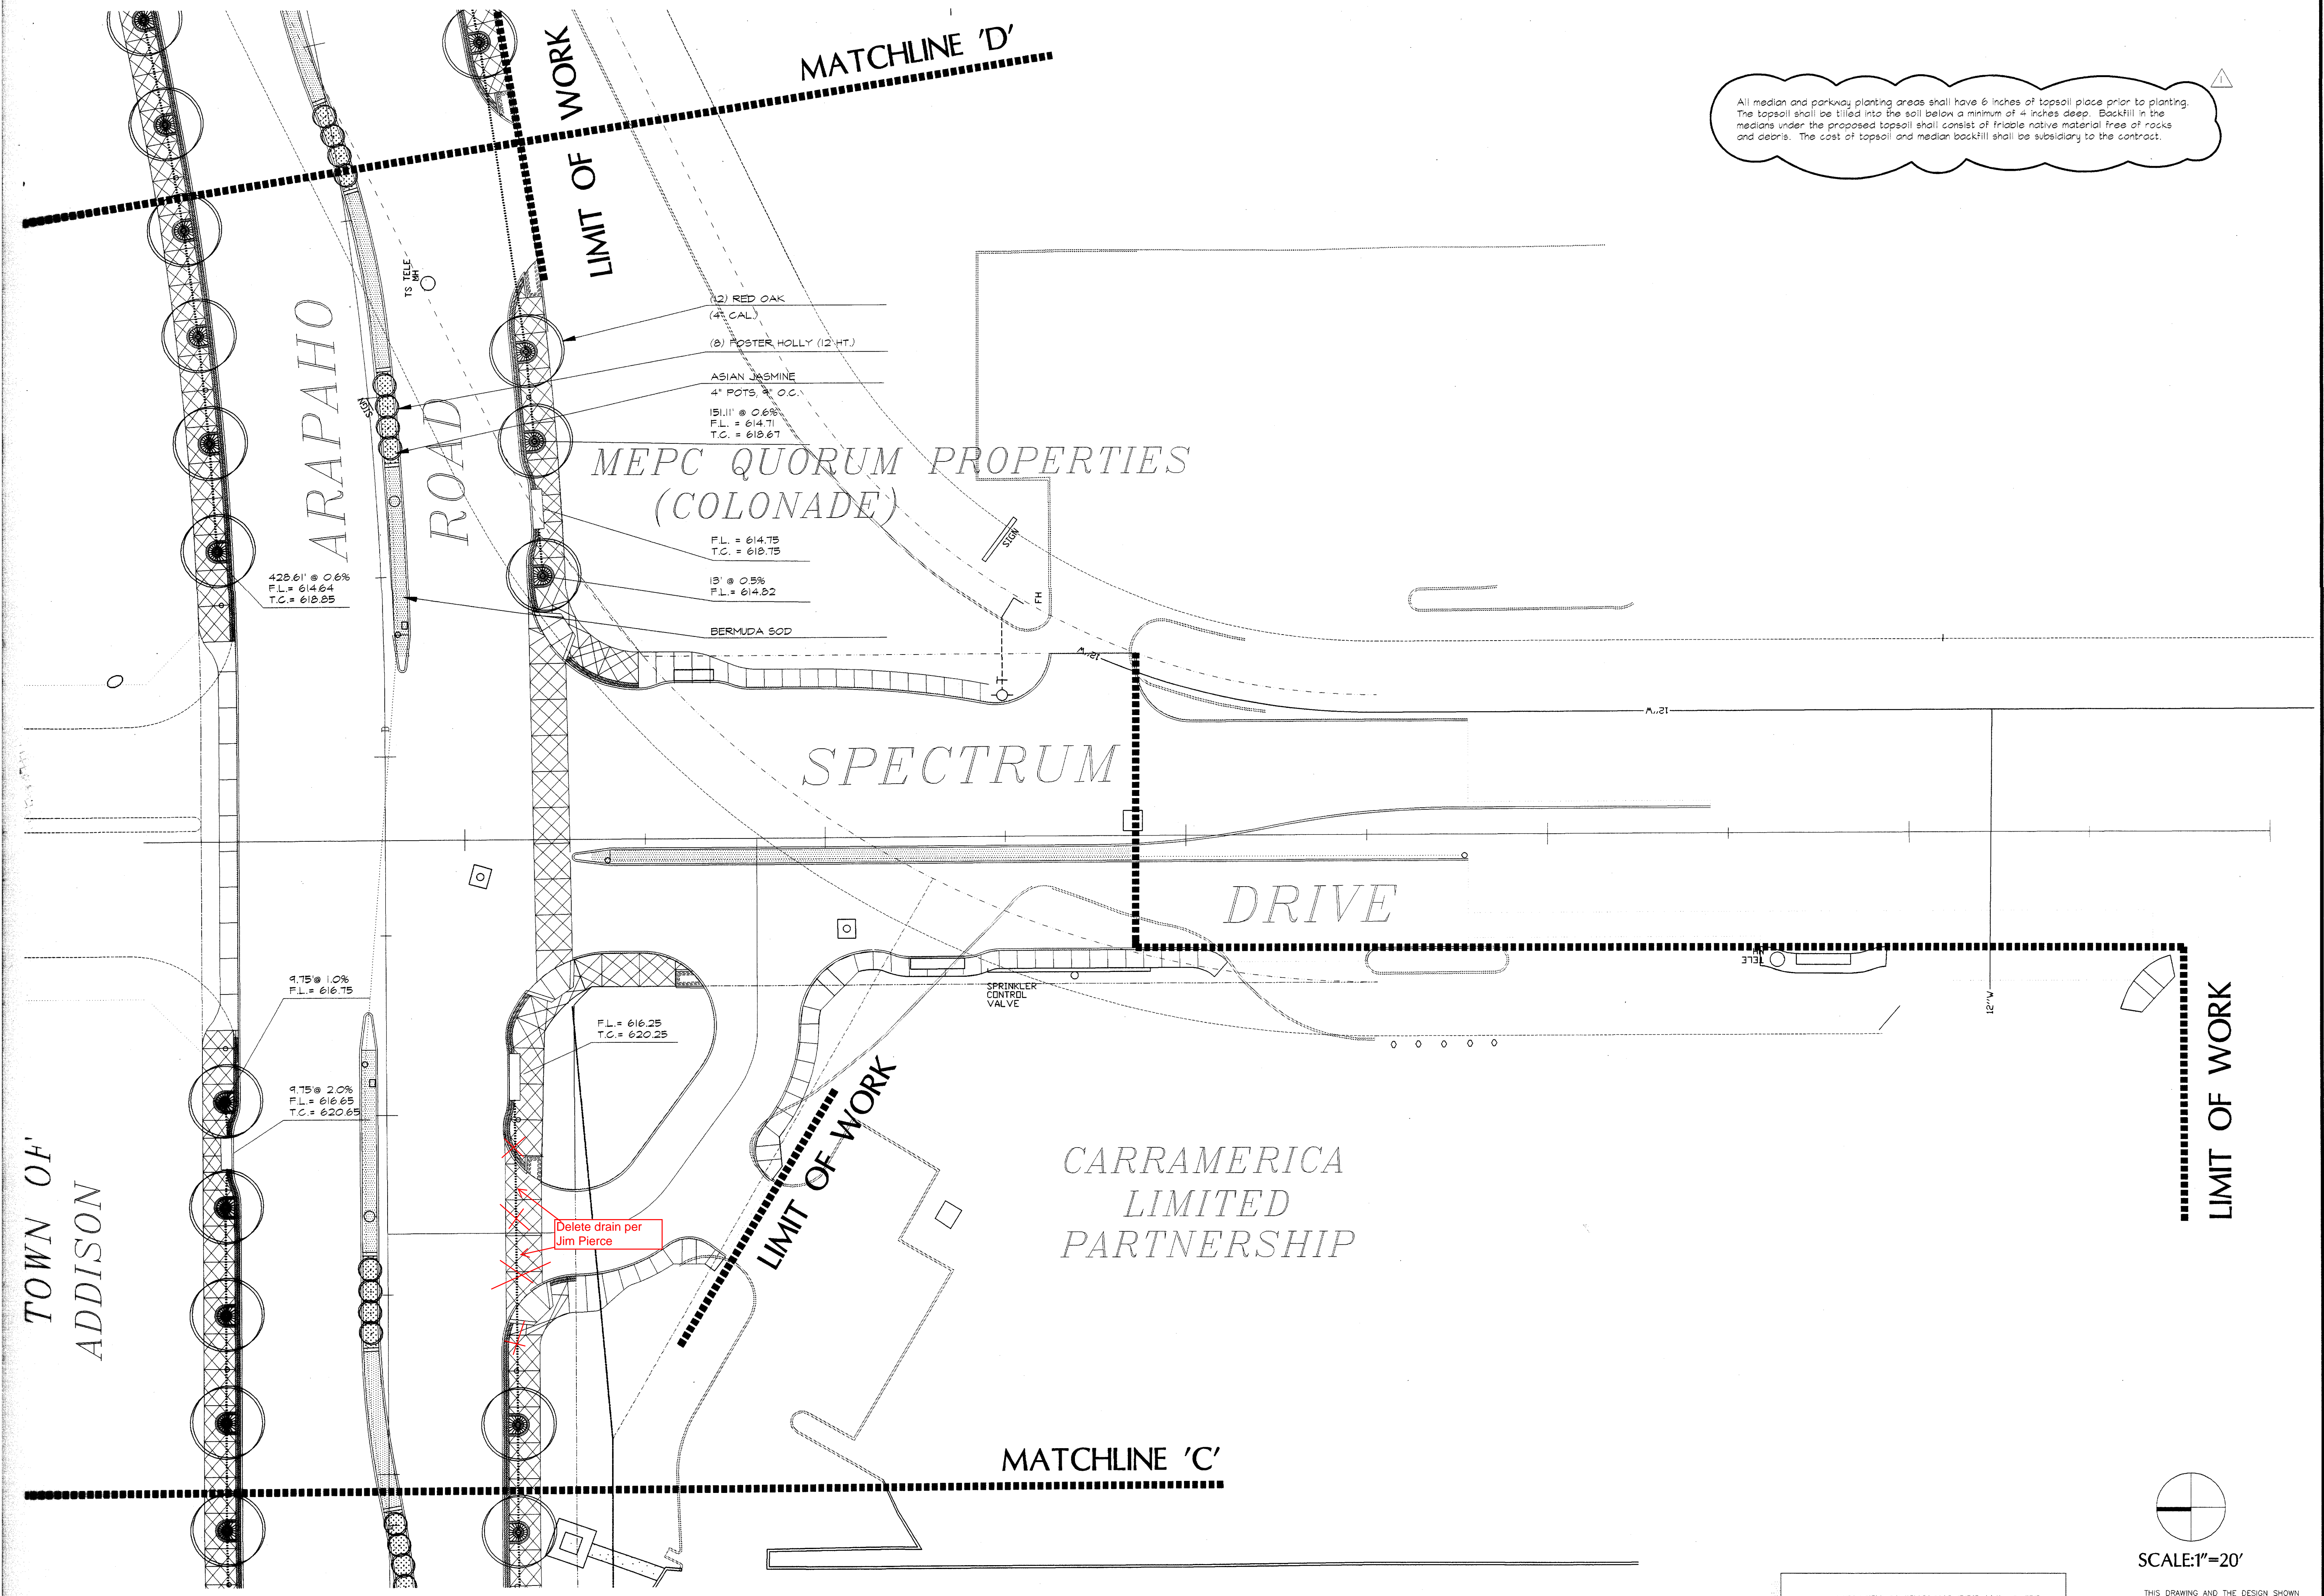 MATCHLINE 'D'
LIMIT OF WORK
All median and parkway planting areas shall have 6 inches of topsoil place prior to planting.
The topsoil shall be tilled into the soil below a minimum of 4 inches deep. Backfill in the
medians under the proposed topsoil shall consist of friable native material free of rocks
and debris. The cost of topsoil and median backfill shall be subsidiary to the contract.
1
TS TELE
MH
ARAPAHO
ROAD
SIGN
(12) RED OAK
(4" CAL.)
(8) FOSTER HOLLY (12 HT.)
ASIAN JASMINE
4" POTS, 9" O.C.
151.11' @ 0.6%
F.L. = 614.71
T.C. = 618.67
MEPC QUORUM PROPERTIES
(COLONADE)
F.L. = 614.75
T.C. = 618.75
13' @ 0.5%
F.L.= 614.82
BERMUDA SOD
428.61' @ 0.6%
F.L.= 614.64
T.C.= 618.85
SIGN
FH
12"W
12"W
SPECTRUM
DRIVE
9.75'@ 1.0%
F.L.= 616.75
9.75'@ 2.0%
F.L.= 616.65
T.C.= 620.65
F.L.= 616.25
T.C.= 620.25
SPRINKLER
CONTROL
VALVE
TELE
MH
12"W
LIMIT OF WORK
LIMIT OF WORK
Delete drain per
Jim Pierce
TOWN OF
ADDISON
CARRAMERICA
LIMITED
PARTNERSHIP
MATCHLINE 'C'
SCALE:1"=20'
THIS DRAWING AND THE DESIGN SHOWN